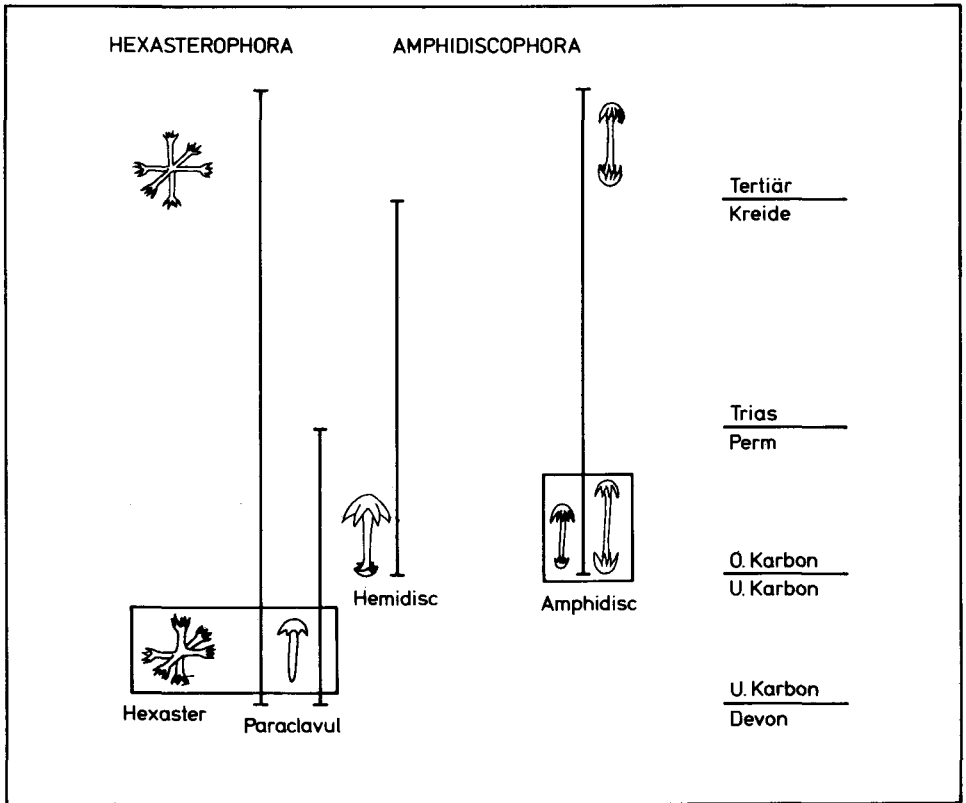 HEXASTEROPHORA
AMPHIDISCOPHORA
Tertiär
Kreide
Trias
Perm
O. Karbon
U. Karbon
Hemidisc
Amphidisc
U. Karbon
Devon
Hexaster
Paraclavul